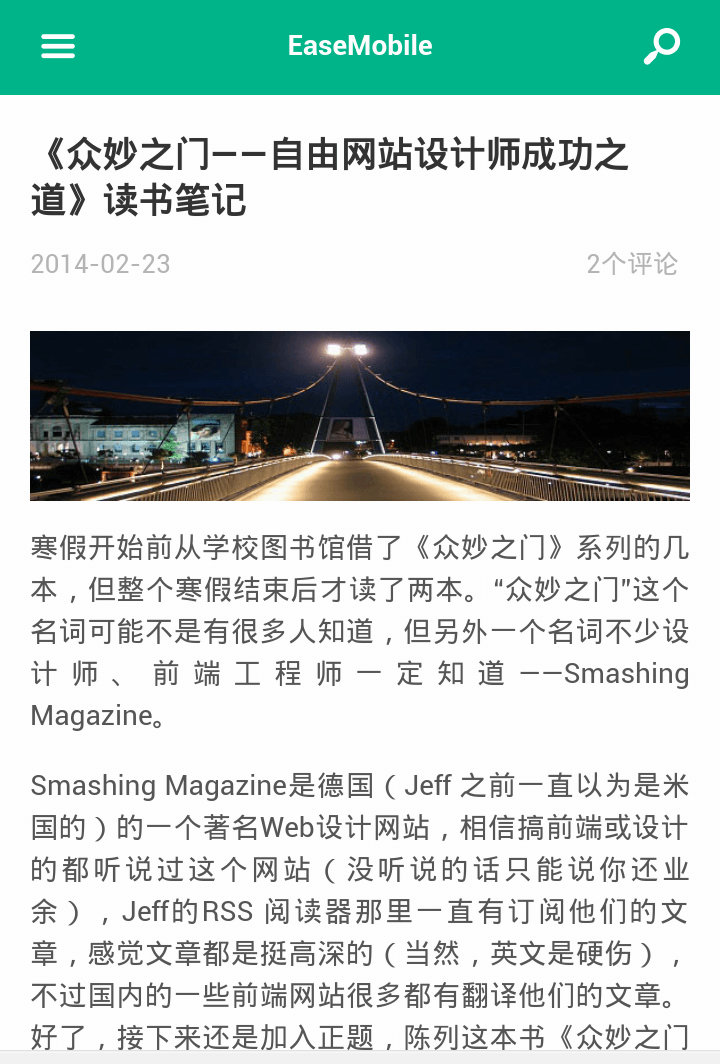 EaseMobile
《众妙之门——自由网站设计师成功之
道》读书笔记
2014-02-23
2个评论
寒假开始前从学校图书馆借了《众妙之门》系列的几
本，但整个寒假结束后才读了两本。“众妙之门”这个
名词可能不是有很多人知道，但另外一个名词不少设
计师、前端工程师一定知道——Smashing
Magazine。
Smashing Magazine是德国（Jeff 之前一直以为是米
国的）的一个著名Web设计网站，相信搞前端或设计
的都听说过这个网站（没听说的话只能说你还业
余），Jeff的RSS 阅读器那里一直有订阅他们的文
章，感觉文章都是挺高深的（当然，英文是硬伤），
不过国内的一些前端网站很多都有翻译他们的文章。
好了，接下来还是加入正题，陈列这本书《众妙之门